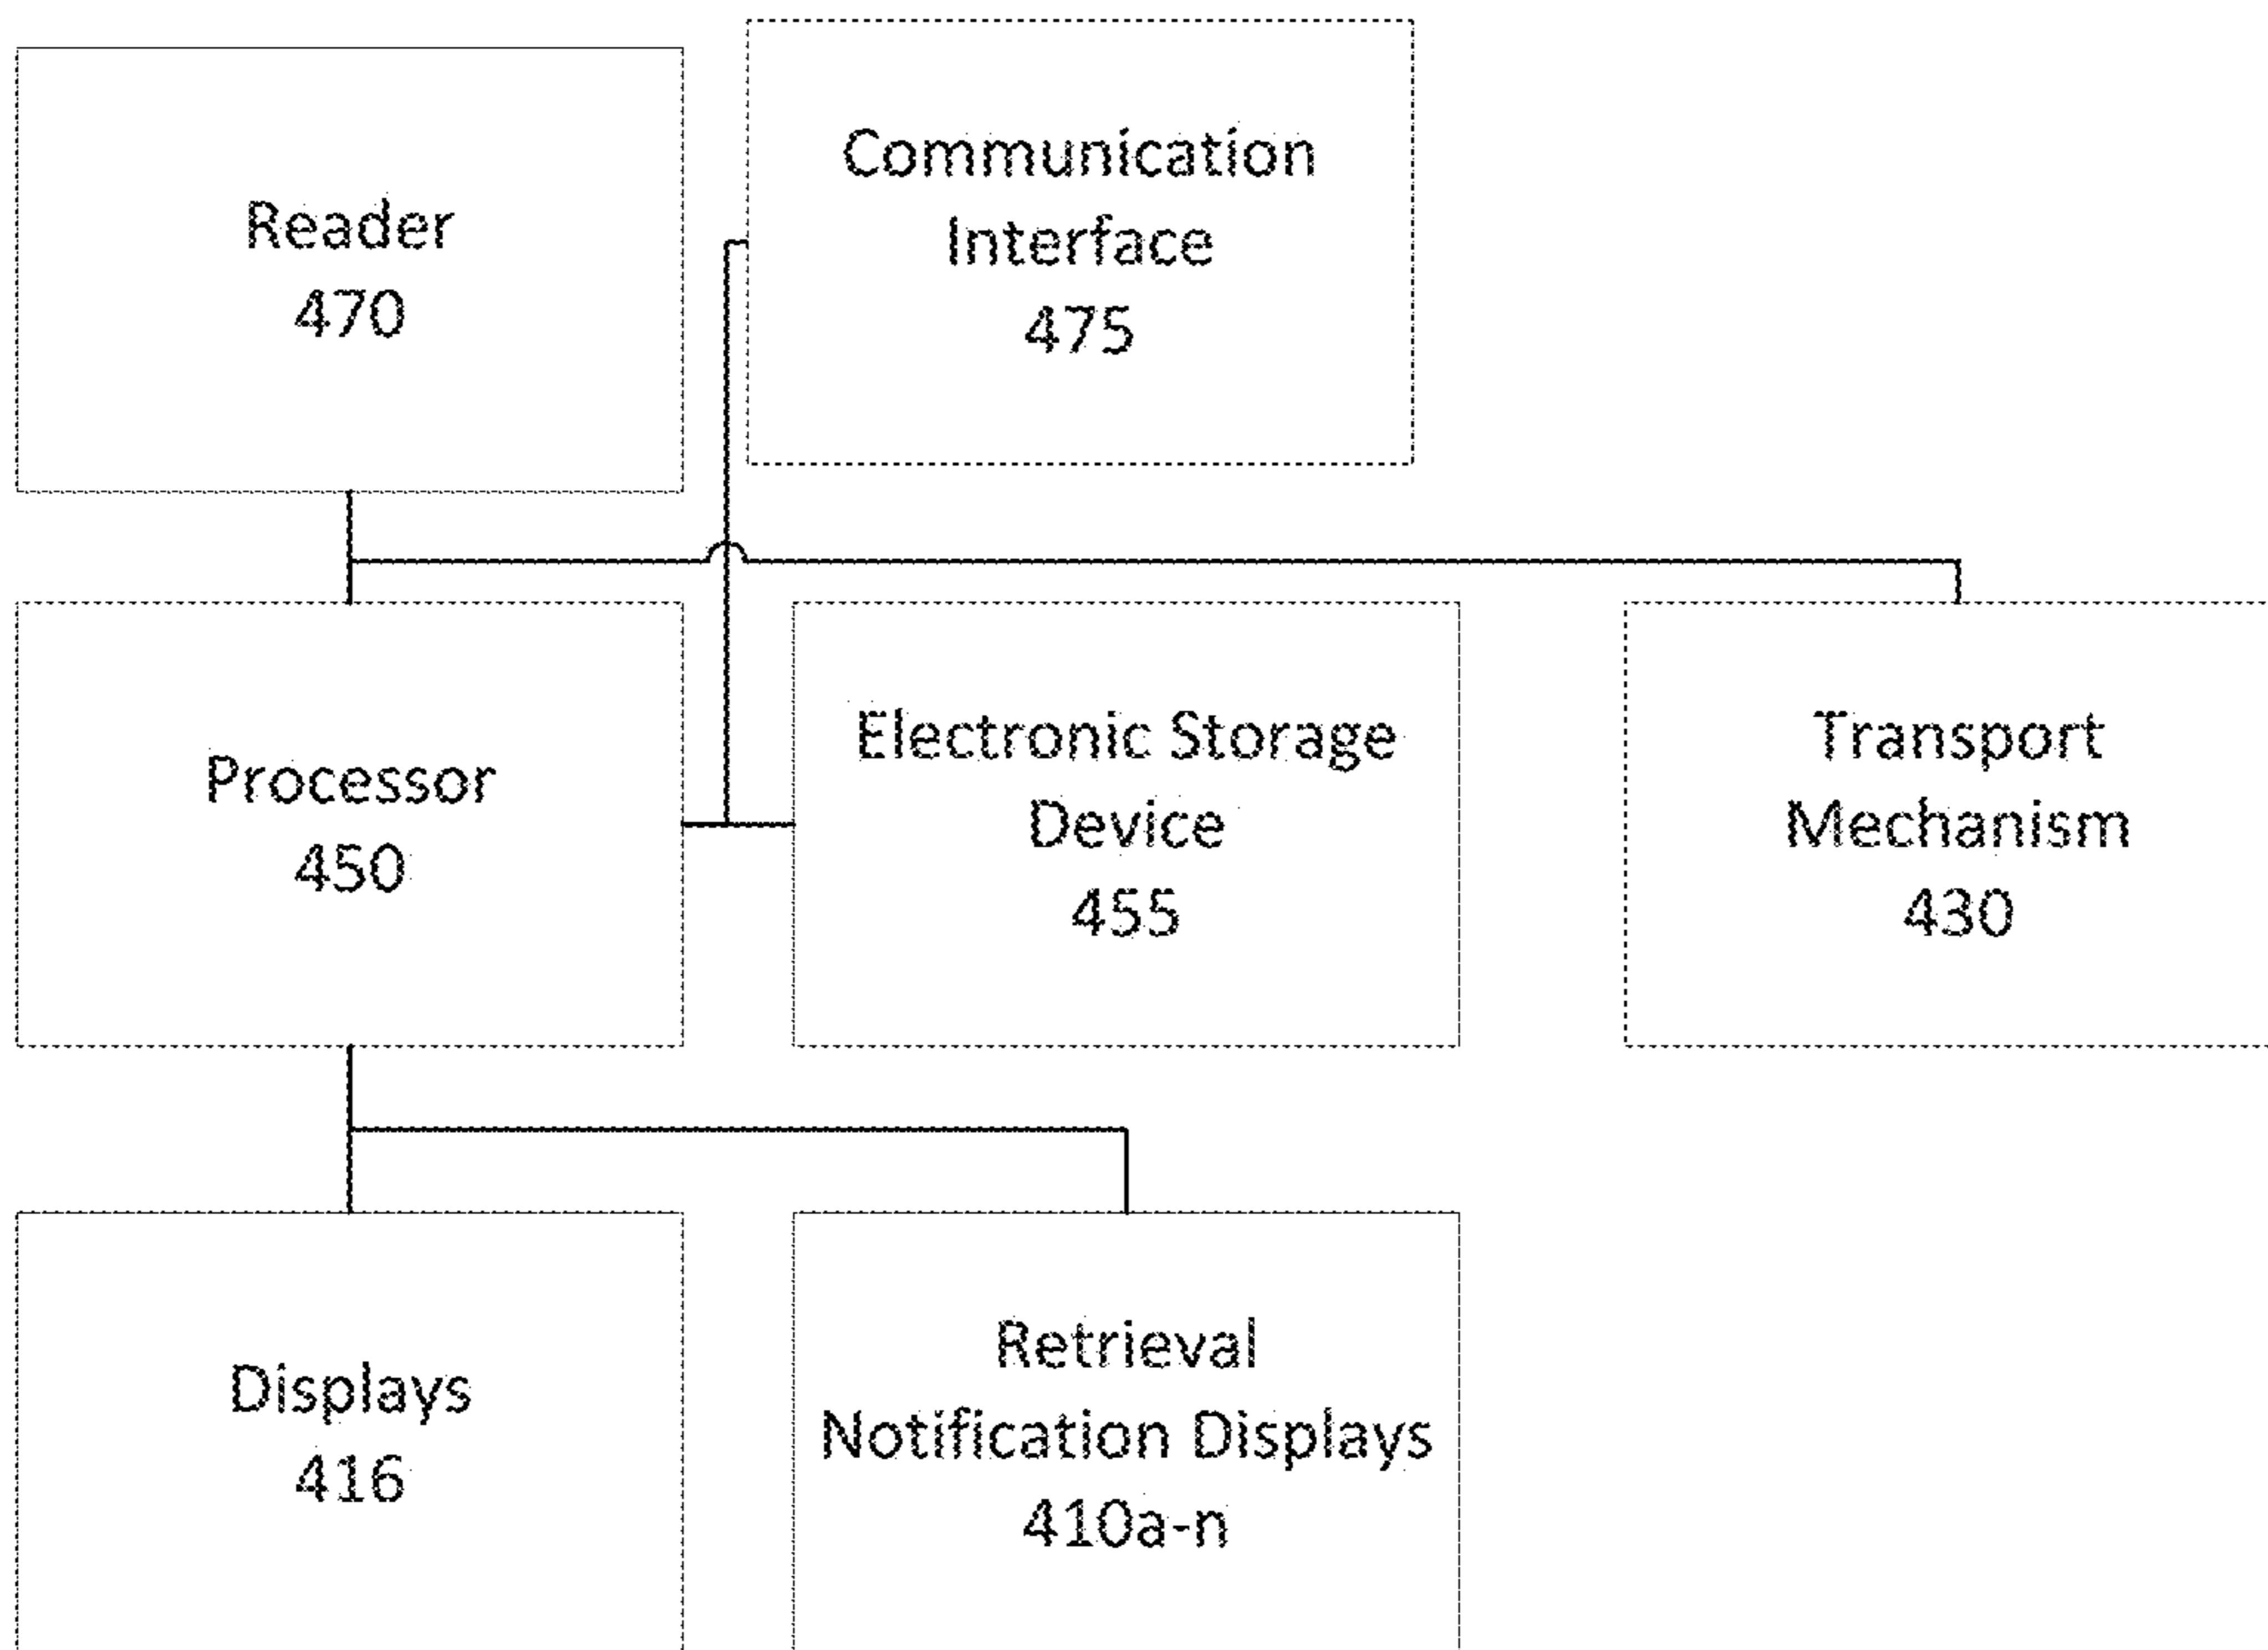 Reader
470
Communication
Interface
475
Processor
450
Electronic Storage
Device
455
Transport
Mechanism
430
Displays
416
Retrieval
Notification Displays
410a-n